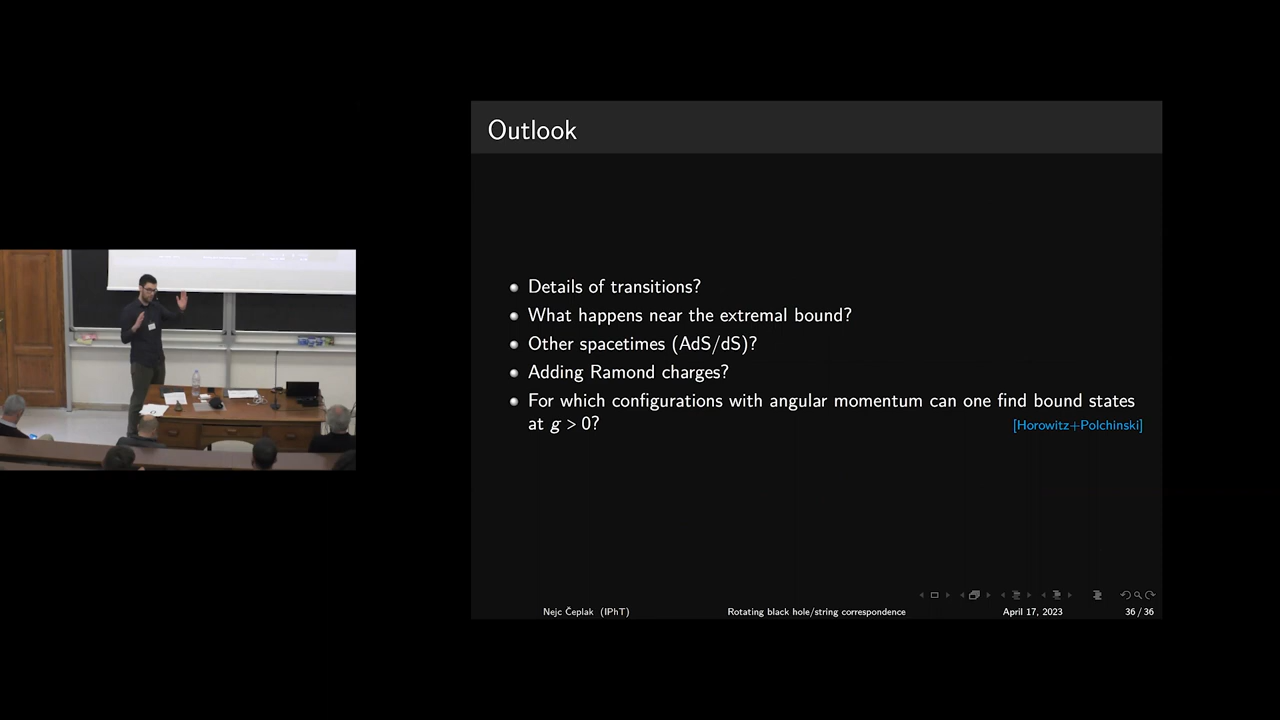 Outlook
Details of transitions?
What happens near the extremal bound?
Other spacetimes (AdS/dS)?
Adding Ramond charges?
For which configurations with angular momentum can one find bound states
at g > 0? [Horowitz+Polchinski]
Nejc Čeplak (IPhT) Rotating black hole/string correspondence April 17, 2023 36 / 36